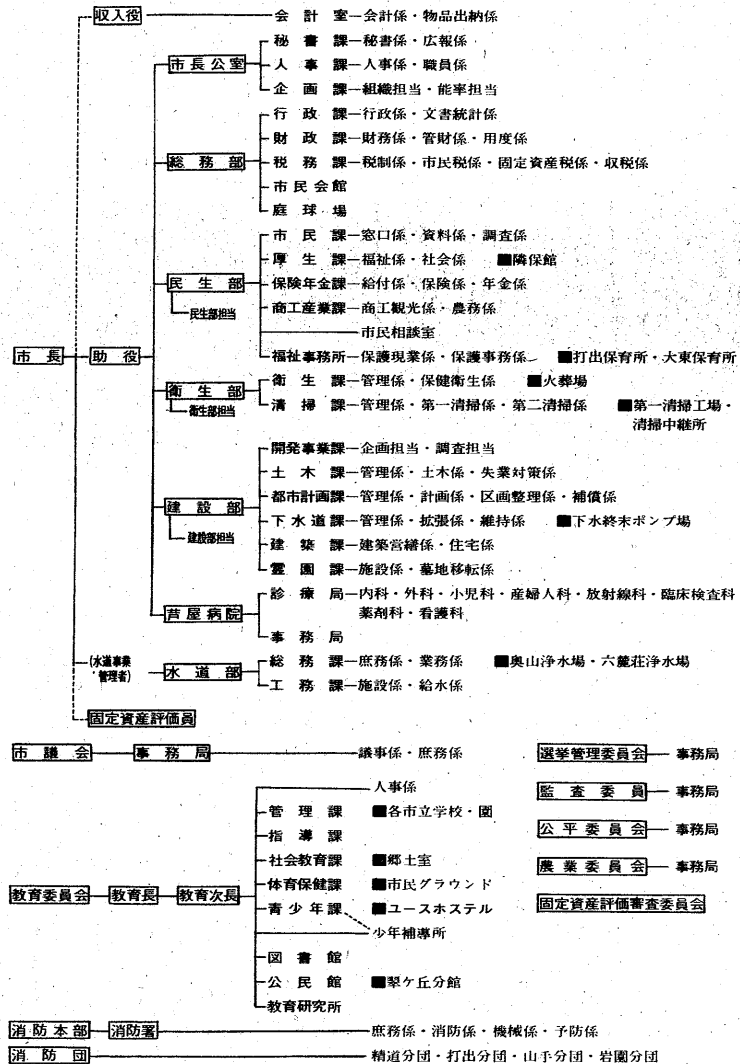 収入役 会計室 会計係・物品出納係
秘書課 秘書係・広報係
市長公室 人事課 人事係・職員係
企画課 組織担当・能率担当
行政課 行政係・文書統計係
財政課 財務係・管財係・用度係
総務部 税務課 税制係・市民税係・固定資産税係・収税係
市民会館
庭球場
市民課 窓口係・資料係・調査係
厚生課 福祉係・社会係 ■隣保館
民生部 保険年金課 給付係・保険係・年金係
民生部担当 商工産業課 商工観光係・農務係
市民相談室
市長 助役 福祉事務所 保護現業係・保護事務係 ■打出保育所・大東保育所
衛生部 衛生課 管理係・保健衛生係 ■火葬場
衛生部担当 清掃課 管理係・第一清掃係・第二清掃係 ■第一清掃工場・
清掃中継所
開発事業課 企画担当・調査担当
土木課 管理係・土木係・失業対策係
建設部 都市計画課 管理係・計画係・区画整理係・補償係
建設部担当 下水道課 管理係・拡張係・維持係 ■下水終末ポンプ場
建築課 建築営繕係・住宅係
霊園課 施設係・墓地移転係
芦屋病院 診療局 内科・外科・小児科・産婦人科・放射線科・臨床検査科
薬剤科・看護科
事務局
(水道事業
管理者) 水道部 総務課 庶務係・業務係 ■奥山浄水場・六麓荘浄水場
工務課 施設係・給水係
固定資産評価員
市議会 事務局 議事係・庶務係 選挙管理委員会 事務局
人事係
管理課 ■各市立学校・園 監査委員 事務局
指導課 公平委員会 事務局
社会教育課 ■郷土室 農業委員会 事務局
体育保健課 ■市民グラウンド
教育委員会 教育長 教育次長 青少年課 ■ユースホステル 固定資産評価審査委員会
少年補導所
図書館
公民館 ■翠ケ丘分館
教育研究所
消防本部 消防署 庶務係・消防係・機械係・予防係
消防団 精道分団・打出分団・山手分団・岩園分団